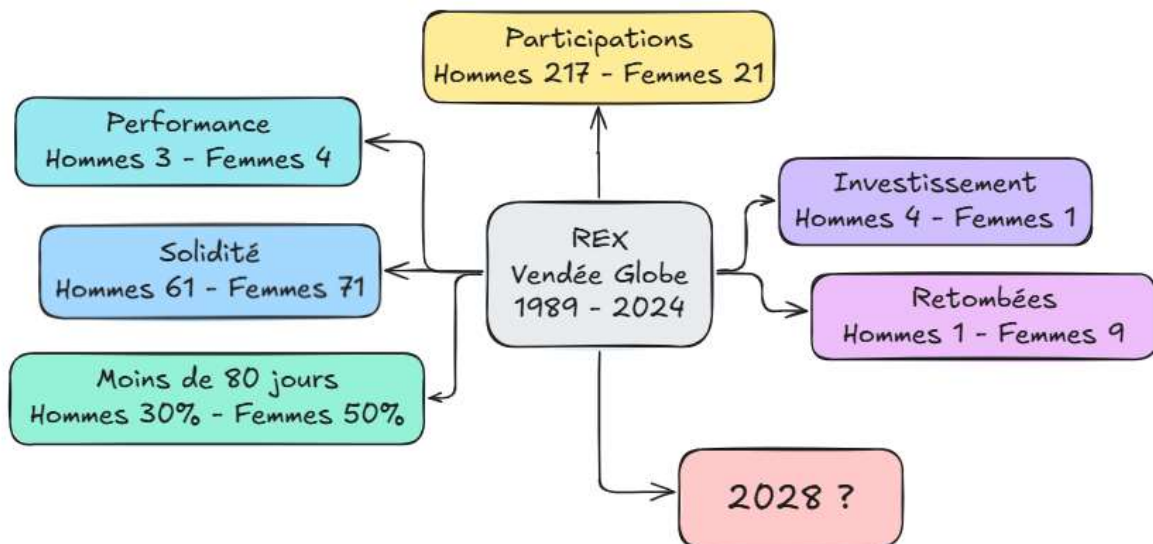 Participations
Hommes 217 - Femmes 21
Performance
Hommes 3 - Femmes 4
Investissement
Hommes 4 - Femmes 1
REX
Vendée Globe
1989 - 2024
Solidité
Hommes 61 - Femmes 71
Retombées
Hommes 1 - Femmes 9
Moins de 80 jours
Hommes 30% - Femmes 50%
2028 ?